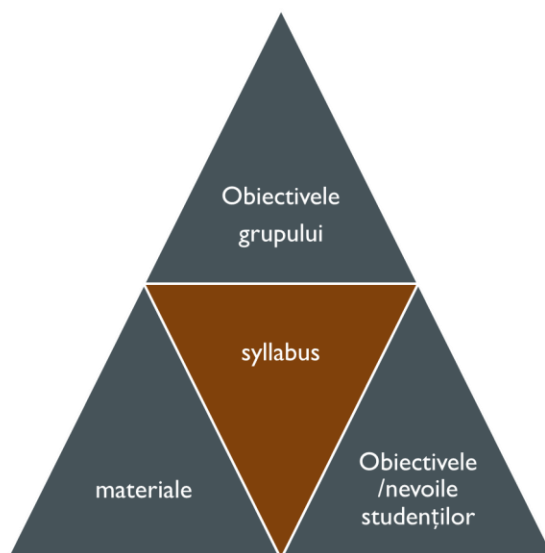 Obiectivele
grupului
syllabus
materiale
Obiectivele
/nevoile
studenților